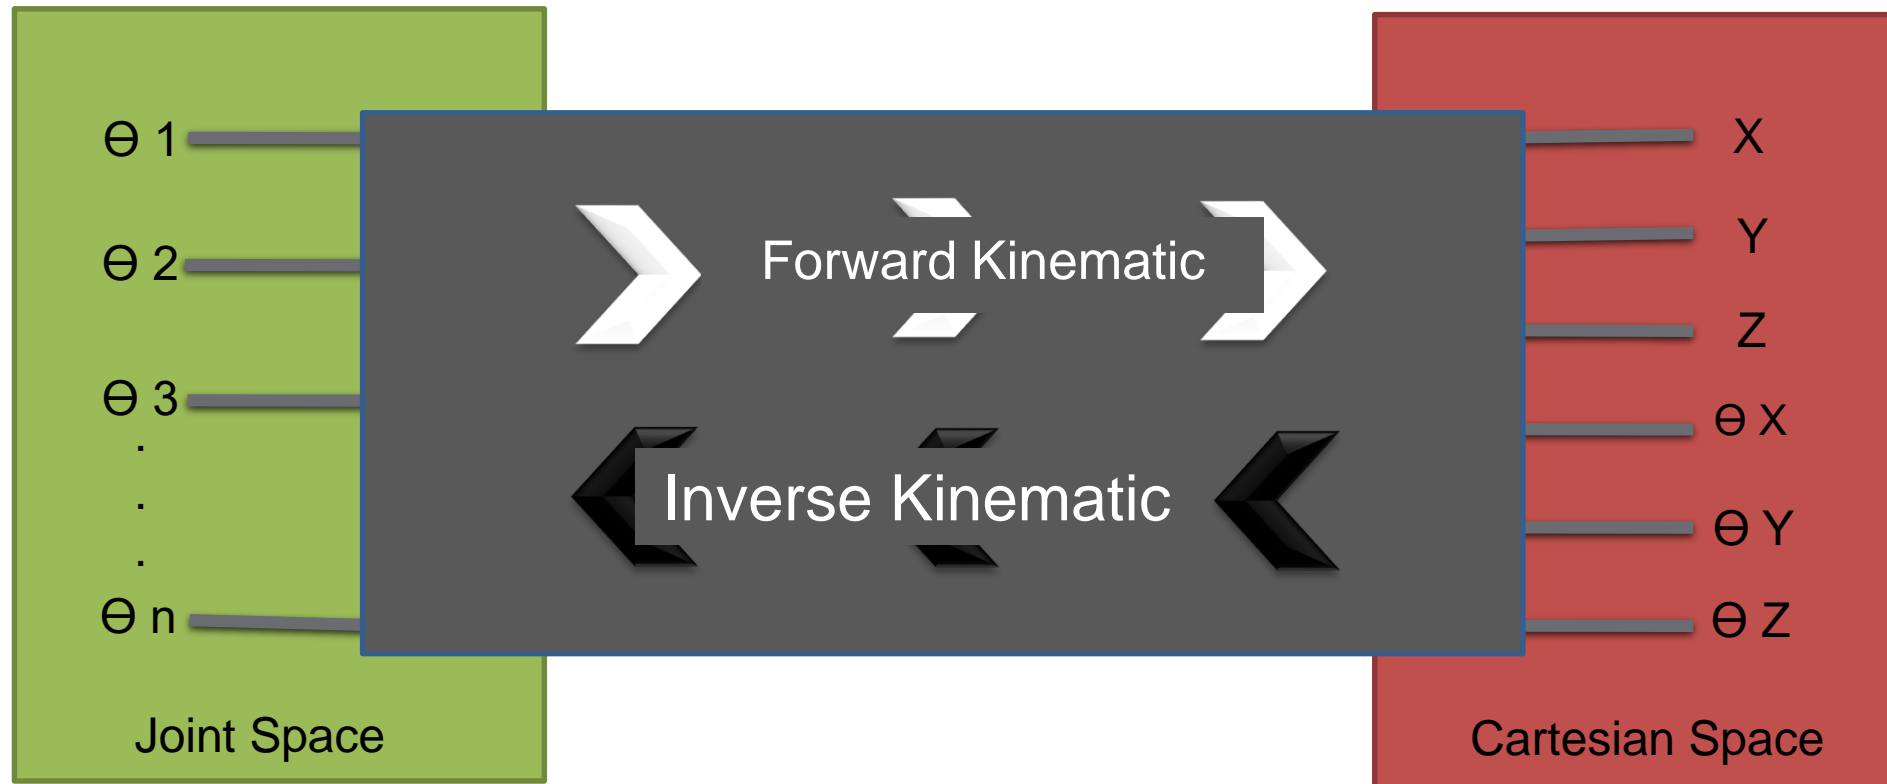 Ө 1
Ө 2
Ө 3
.
.
.
Ө n
Joint Space
Forward Kinematic
Inverse Kinematic
X
Y
Z
Ө X
Ө Y
Ө Z
Cartesian Space